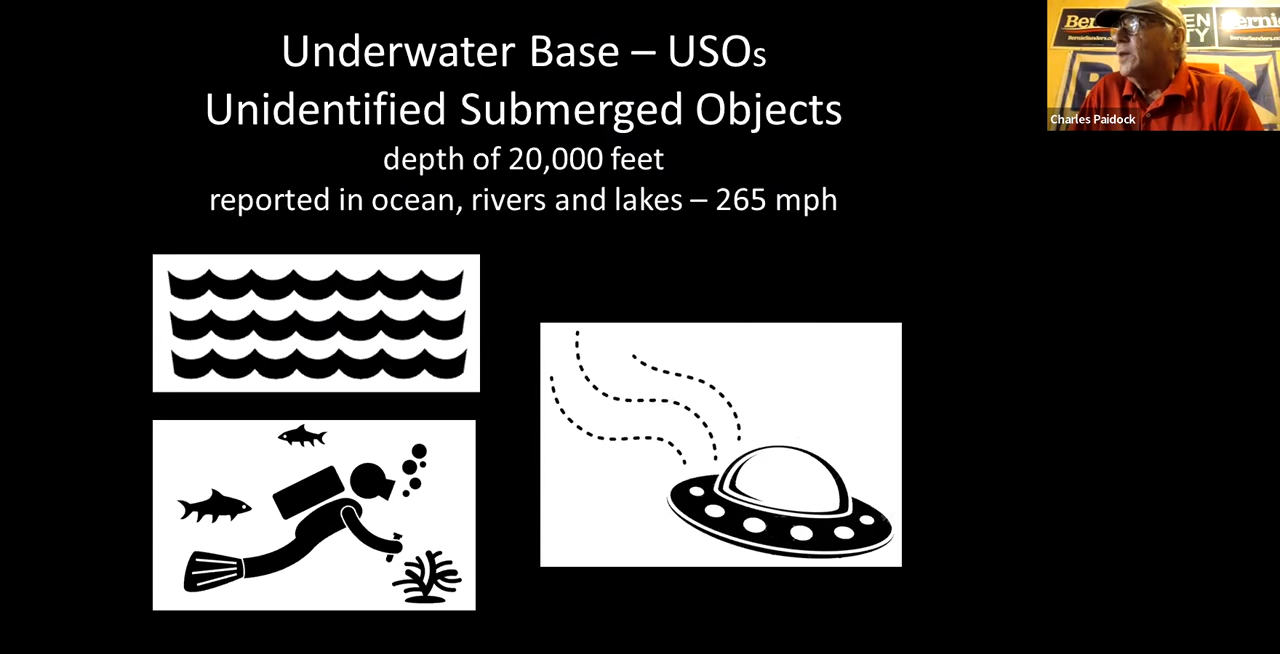 Underwater Base – USOs
Unidentified Submerged Objects
depth of 20,000 feet
reported in ocean, rivers and lakes – 265 mph
Charles Paidock